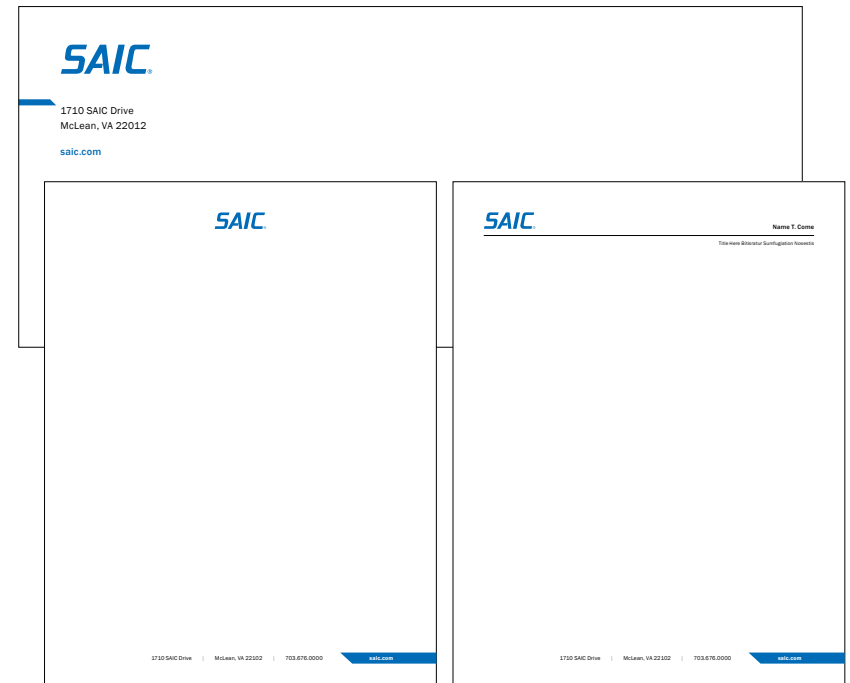 SAIC®
1710 SAIC Drive
McLean, VA 22012
saic.com
SAIC®
1710 SAIC Drive | McLean, VA 22102 | 703.676.0000 saic.com
SAIC®
Name T. Come
Title Here Bitioratur Sumfugiation Nosestis
1710 SAIC Drive | McLean, VA 22102 | 703.676.0000 saic.com